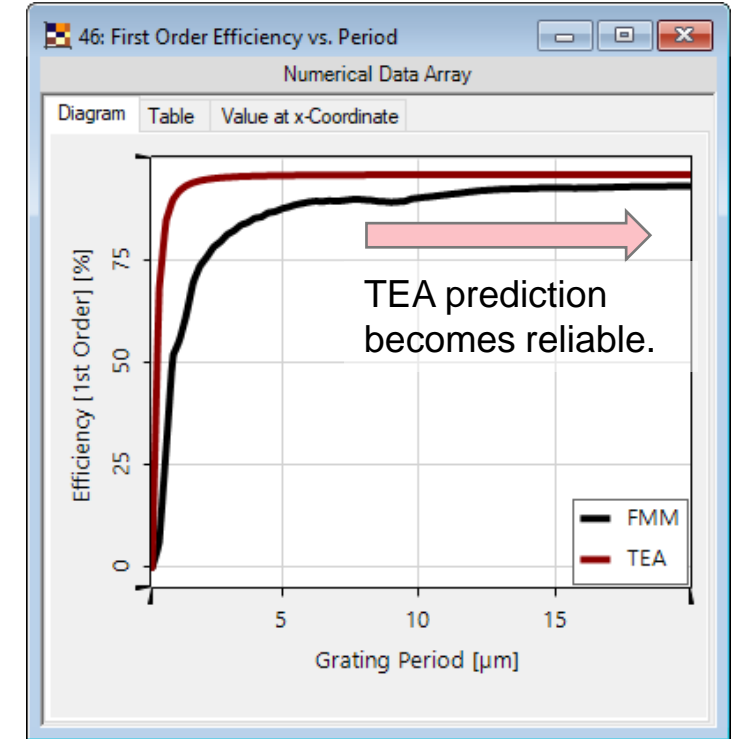 46: First Order Efficiency vs. Period
Numerical Data Array
Diagram Table Value at x-Coordinate
Efficiency [1st Order] [%]
75
50
25
0
TEA prediction
becomes reliable.
FMM
TEA
5 10 15
Grating Period [µm]